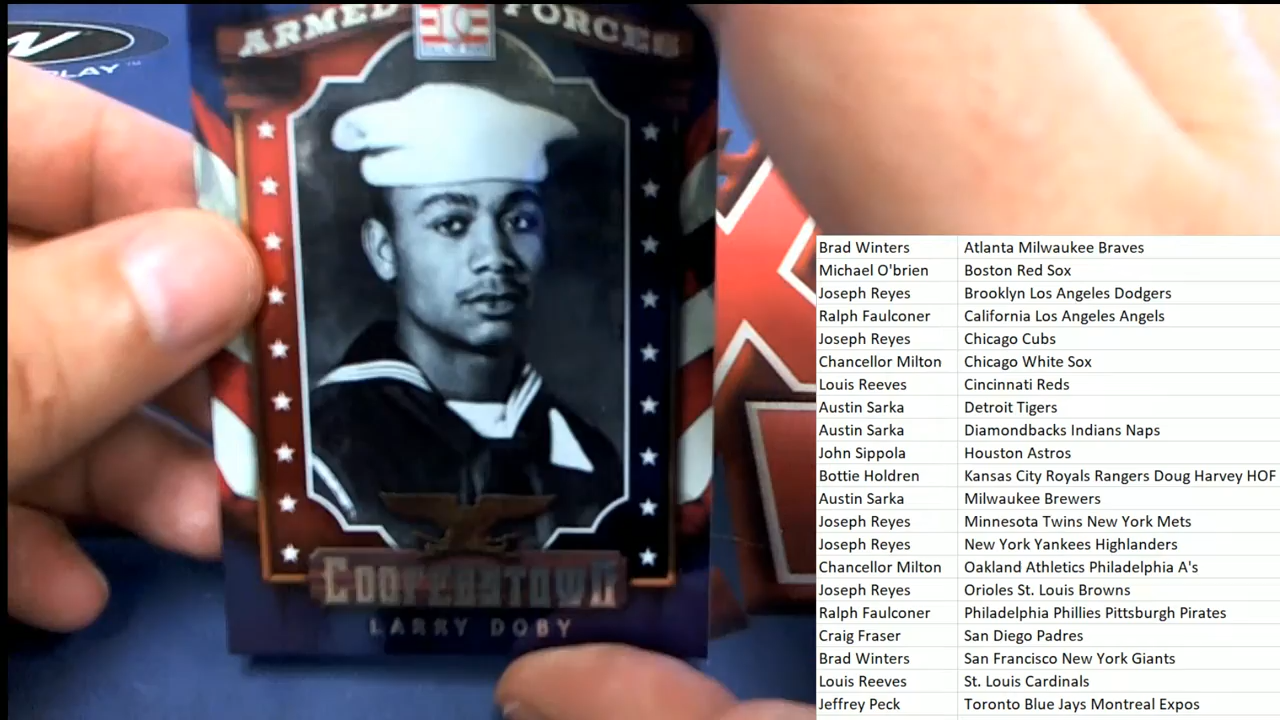 ARMED FORCES
PLAY™
COOPERSTOWN
LARRY DOBY
Brad Winters Atlanta Milwaukee Braves
Michael O'brien Boston Red Sox
Joseph Reyes Brooklyn Los Angeles Dodgers
Ralph Faulconer California Los Angeles Angels
Joseph Reyes Chicago Cubs
Chancellor Milton Chicago White Sox
Louis Reeves Cincinnati Reds
Austin Sarka Detroit Tigers
Austin Sarka Diamondbacks Indians Naps
John Sippola Houston Astros
Bottie Holdren Kansas City Royals Rangers Doug Harvey HOF
Austin Sarka Milwaukee Brewers
Joseph Reyes Minnesota Twins New York Mets
Joseph Reyes New York Yankees Highlanders
Chancellor Milton Oakland Athletics Philadelphia A's
Joseph Reyes Orioles St. Louis Browns
Ralph Faulconer Philadelphia Phillies Pittsburgh Pirates
Craig Fraser San Diego Padres
Brad Winters San Francisco New York Giants
Louis Reeves St. Louis Cardinals
Jeffrey Peck Toronto Blue Jays Montreal Expos